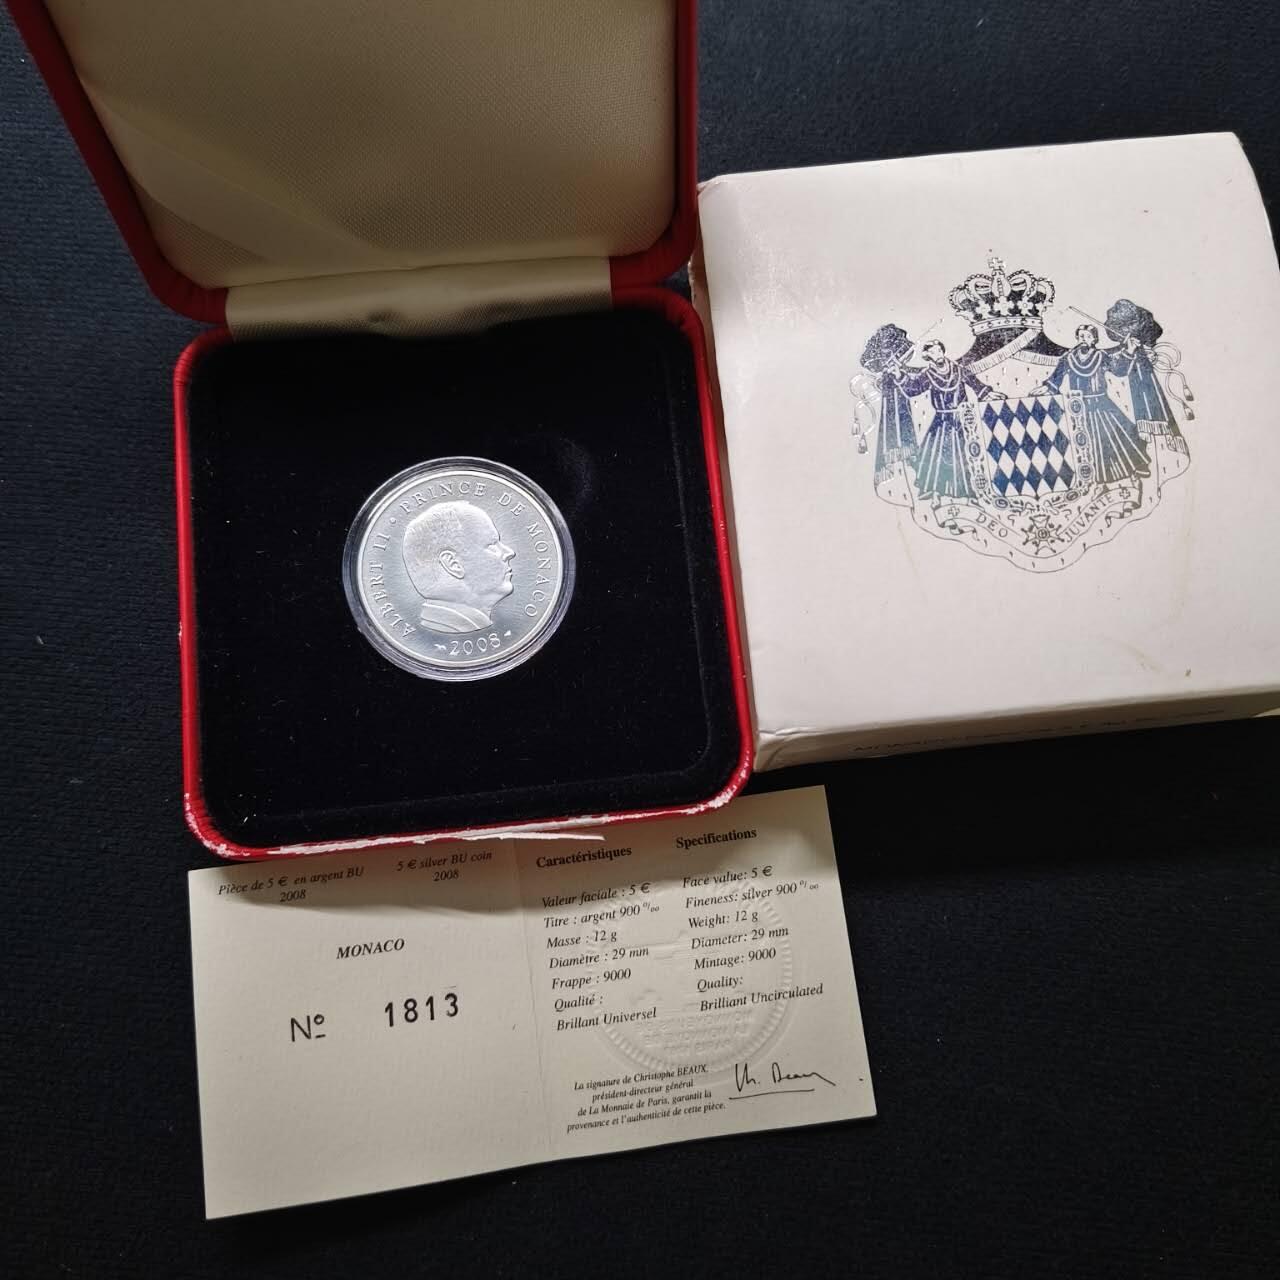 ALBERT II • PRINCE DE MONACO
2008
DEO JUVANTE
Pièce de 5 € en argent BU
2008
5 € silver BU coin
2008
MONACO
Nº 1813
Caractéristiques
Valeur faciale : 5 €
Titre : argent 900 º/ₒₒ
Masse : 12 g
Diamètre : 29 mm
Frappe : 9000
Qualité :
Brillant Universel
Specifications
Face value: 5 €
Fineness: silver 900 º/ₒₒ
Weight: 12 g
Diameter: 29 mm
Mintage: 9000
Quality:
Brilliant Uncirculated
La signature de Christophe BEAUX,
président-directeur général
de La Monnaie de Paris, garantit la
provenance et l'authenticité de cette pièce.